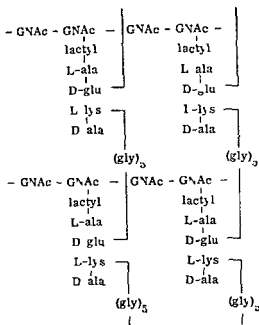 - GNAc - GNAc - GNAc - GNAc -
lactyl lactyl
L-ala L ala
D-glu D-glu
L lys L-lys
D ala D-ala
(gly)5
- GNAc - GNAc - GNAc - GNAc - (gly)5
lactyl lactyl
L-ala L-ala
D glu D-glu
L-lys L-lys
D ala D-ala
(gly)5 (gly)5